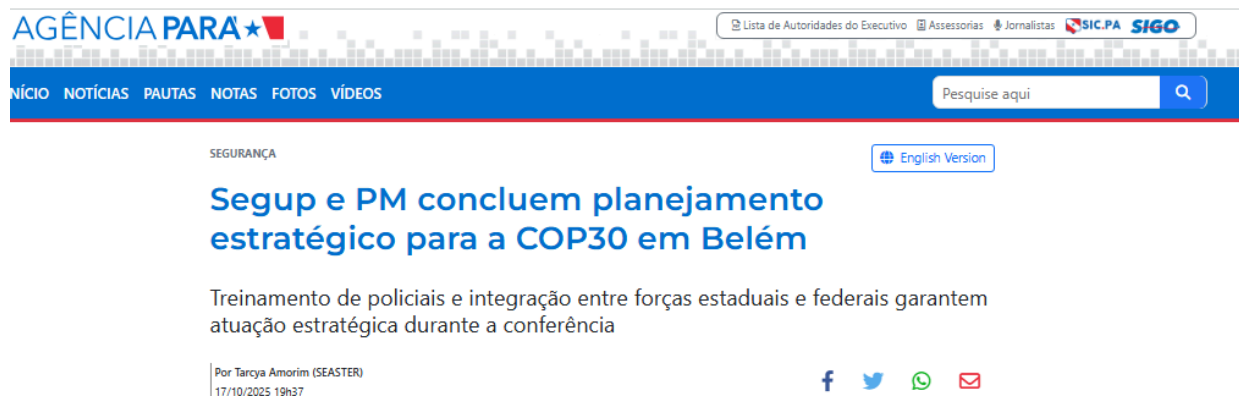 AGÊNCIA PARÁ
Lista de Autoridades do Executivo Assessorias Jornalistas SIC.PA SIGO
NÍCIO NOTÍCIAS PAUTAS NOTAS FOTOS VÍDEOS Pesquise aqui
SEGURANÇA English Version
Segup e PM concluem planejamento
estratégico para a COP30 em Belém
Treinamento de policiais e integração entre forças estaduais e federais garantem
atuação estratégica durante a conferência
Por Tarcya Amorim (SEASTER)
17/10/2025 19h37